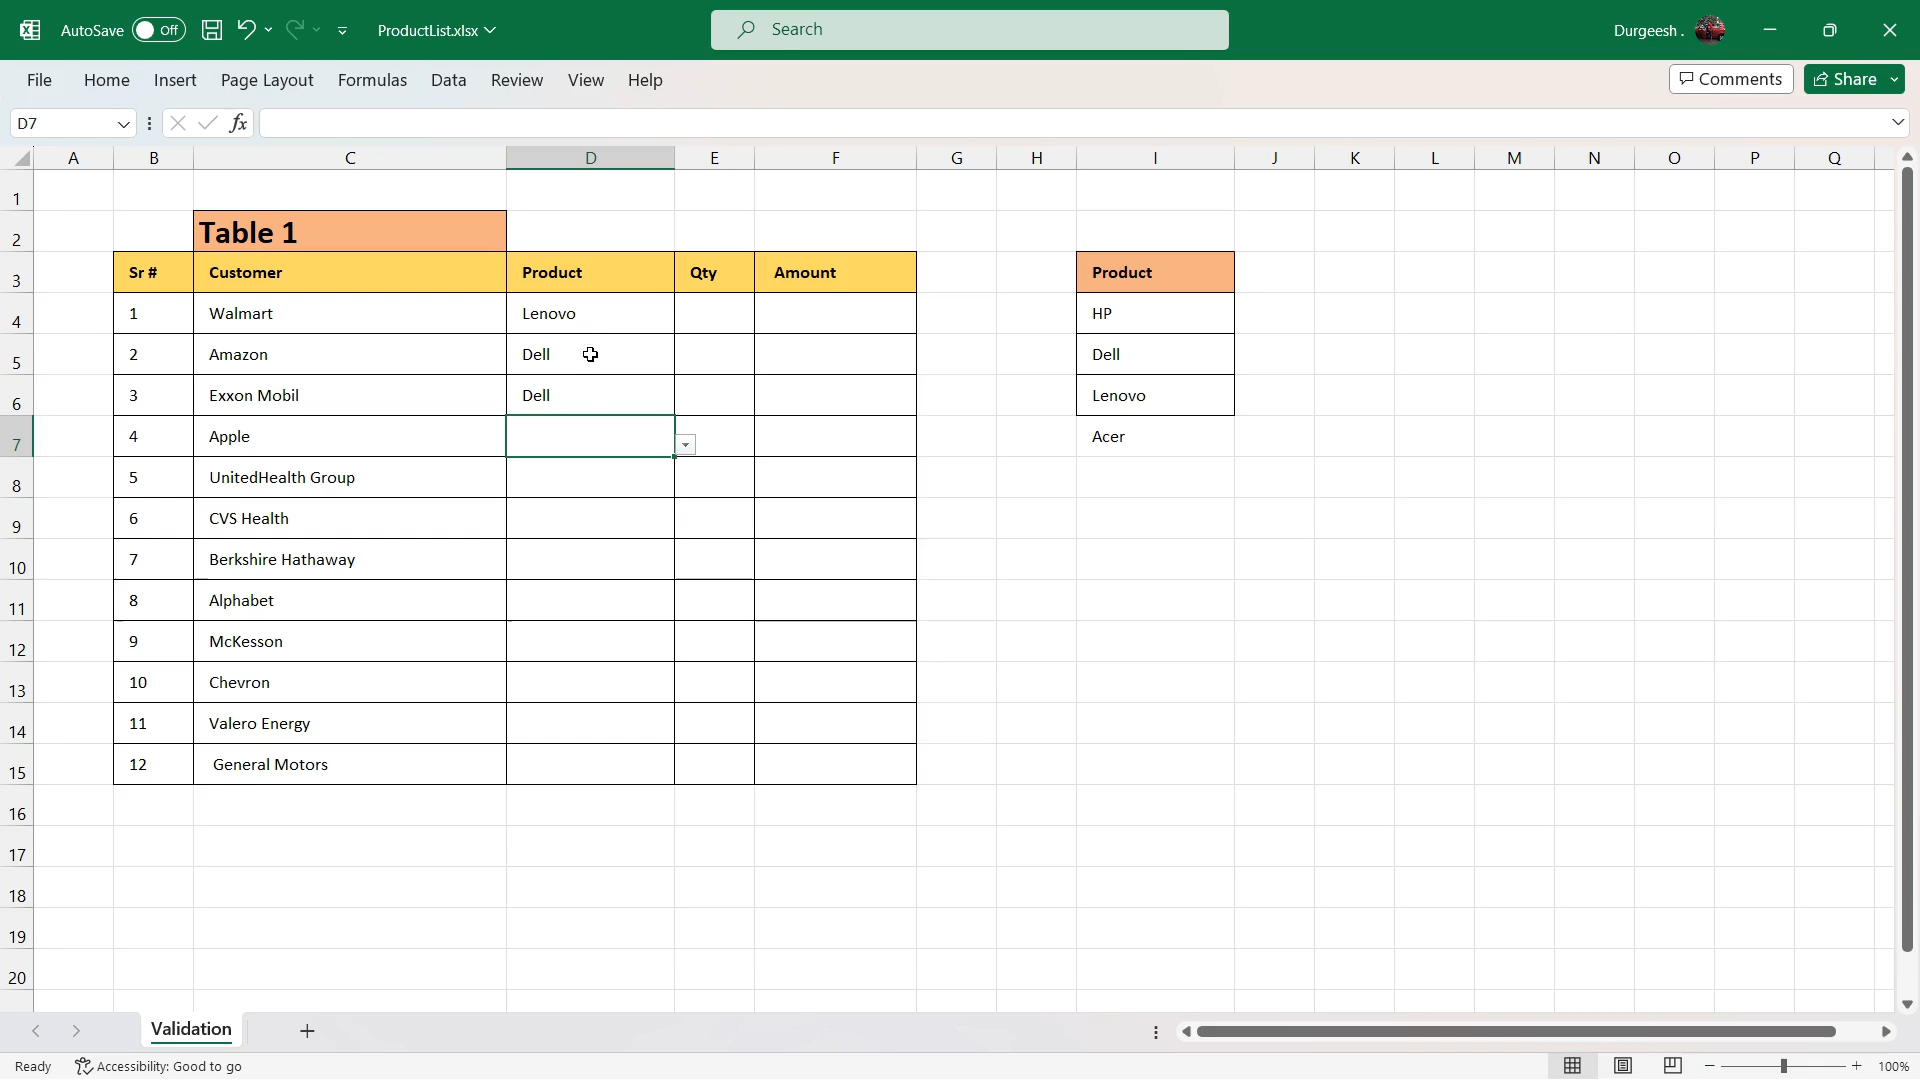 AutoSave Off ProductList.xlsx Search Durgeesh .
File Home Insert Page Layout Formulas Data Review View Help Comments Share
D7 fx
A B C D E F G H I J K L M N O P Q
1
2 Table 1
3 Sr # Customer Product Qty Amount Product
4 1 Walmart Lenovo HP
5 2 Amazon Dell Dell
6 3 Exxon Mobil Dell Lenovo
7 4 Apple Acer
8 5 UnitedHealth Group
9 6 CVS Health
10 7 Berkshire Hathaway
11 8 Alphabet
12 9 McKesson
13 10 Chevron
14 11 Valero Energy
15 12 General Motors
16
17
18
19
20
Validation
Ready Accessibility: Good to go 100%